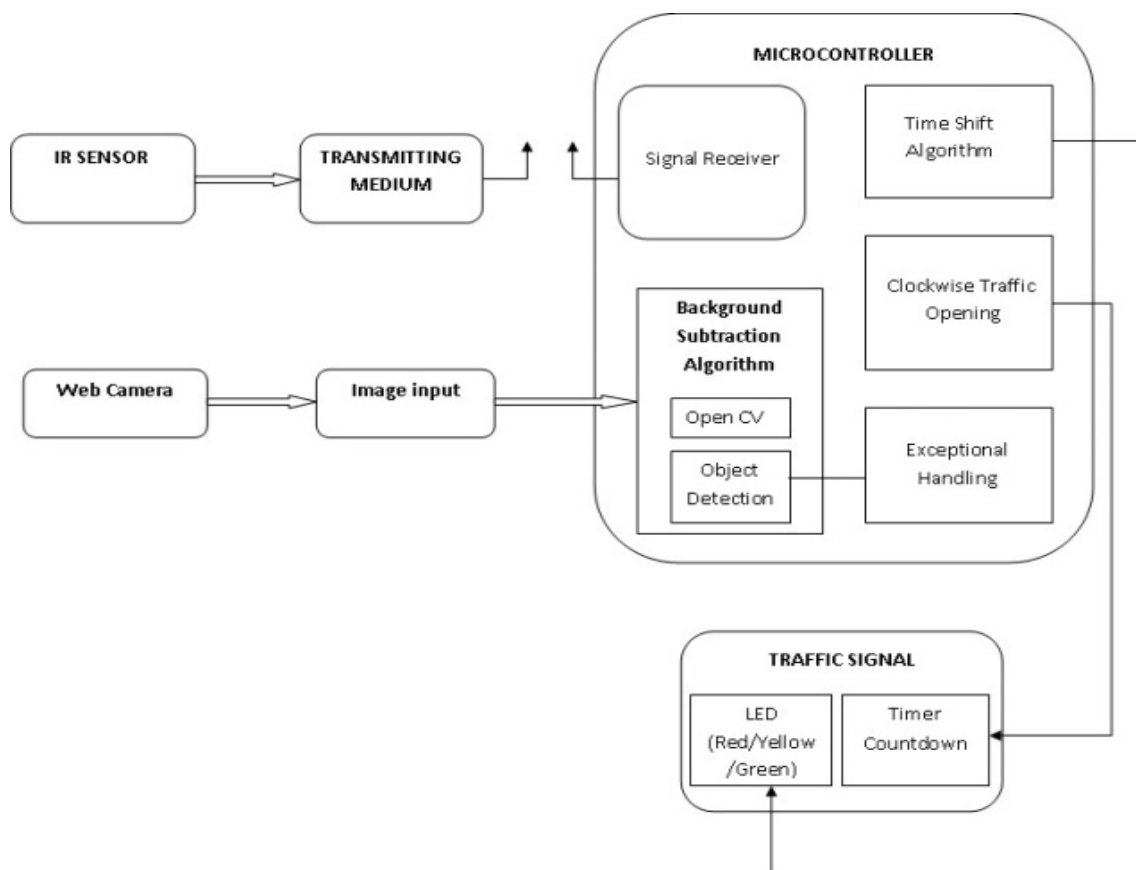 MICROCONTROLLER
IR SENSOR
TRANSMITTING
MEDIUM
Signal Receiver
Time Shift
Algorithm
Clockwise Traffic
Opening
Web Camera
Image input
Background
Subtraction
Algorithm
Open CV
Object
Detection
Exceptional
Handling
TRAFFIC SIGNAL
LED
(Red/Yellow
/Green)
Timer
Countdown